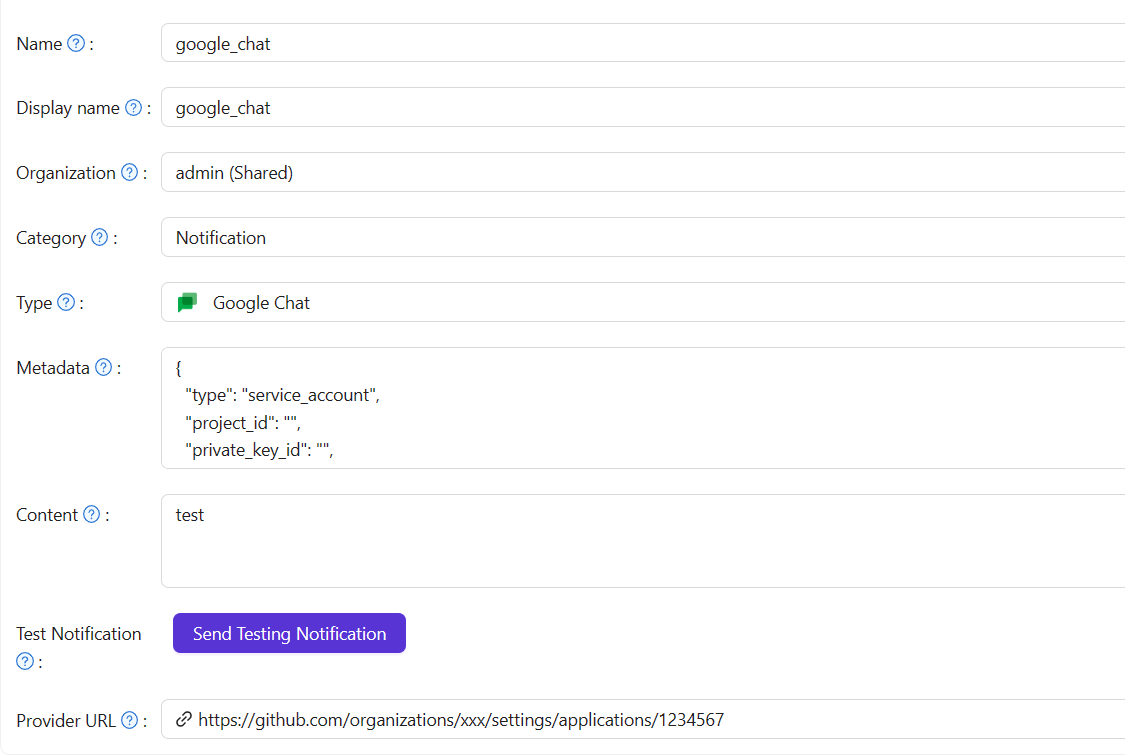 Name ? : google_chat
Display name ? : google_chat
Organization ? : admin (Shared)
Category ? : Notification
Type ? : Google Chat
Metadata ? : {
"type": "service_account",
"project_id": "",
"private_key_id": "",
Content ? : test
Test Notification Send Testing Notification
? :
Provider URL ? : https://github.com/organizations/xxx/settings/applications/1234567